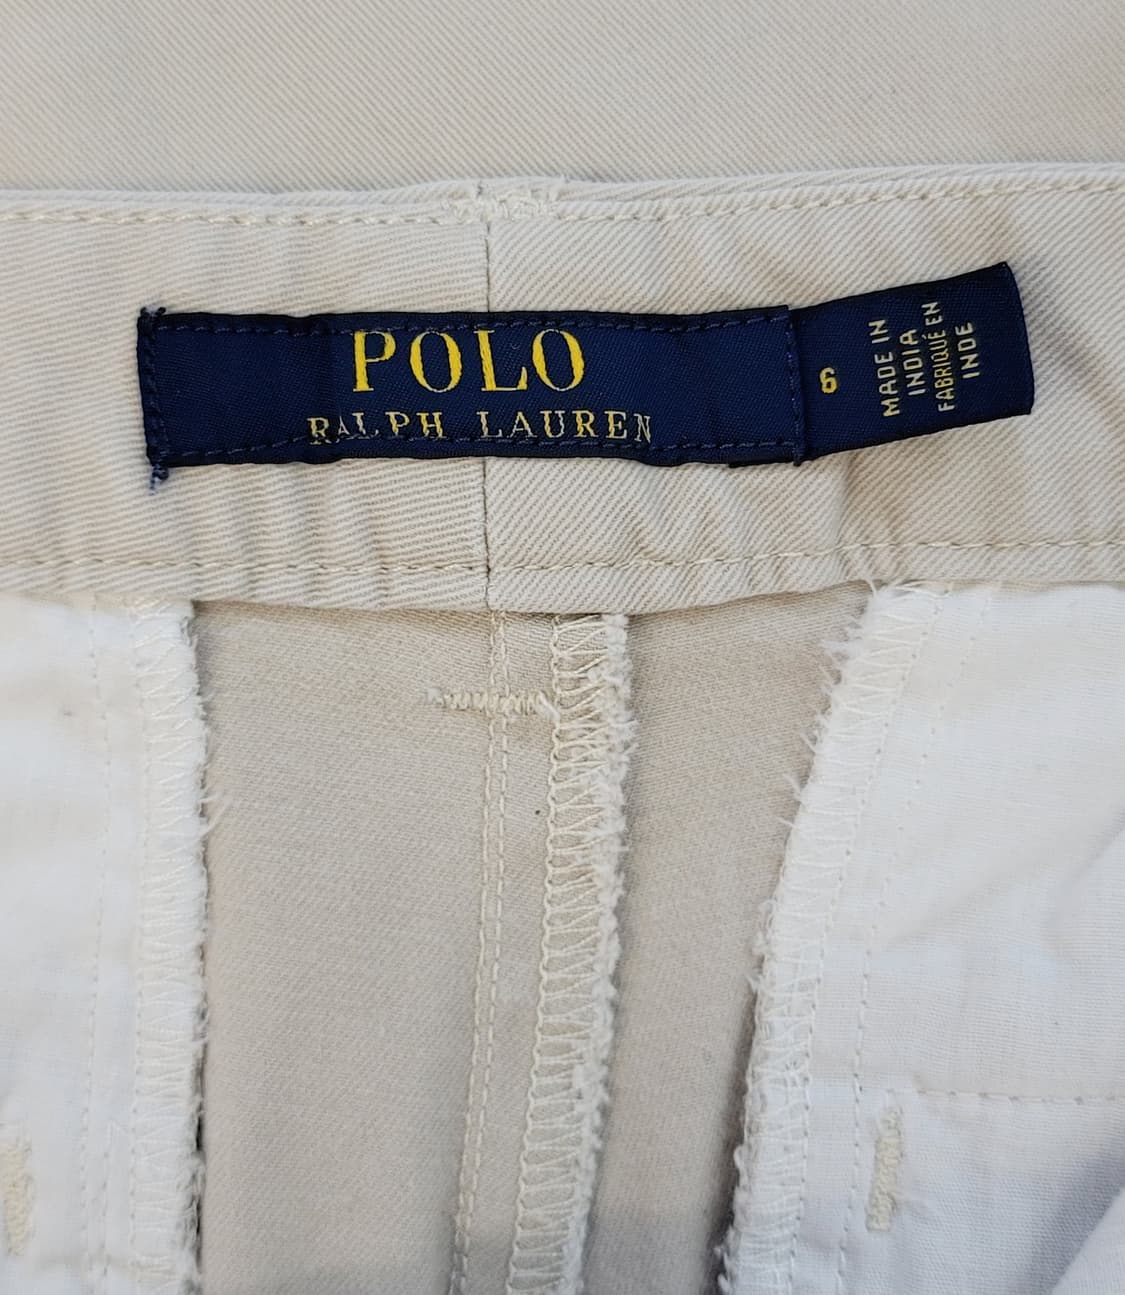 POLO
RALPH LAUREN
6
MADE IN
INDIA
FABRIQUÉ EN
INDE